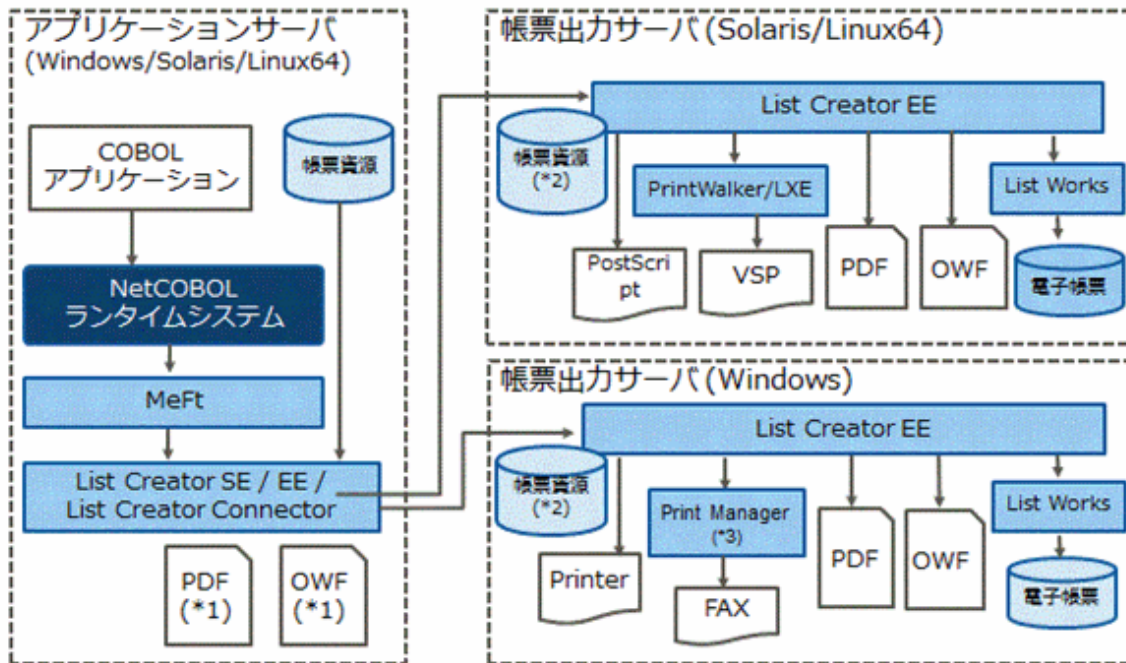 アプリケーションサーバ
(Windows/Solaris/Linux64)
COBOL
アプリケーション
帳票資源
NetCOBOL
ランタイムシステム
MeFt
List Creator SE / EE /
List Creator Connector
PDF
(*1)
OWF
(*1)
帳票出力サーバ(Solaris/Linux64)
List Creator EE
帳票資源
(*2)
PrintWalker/LXE
List Works
PostScri
pt
VSP
PDF
OWF
電子帳票
帳票出力サーバ(Windows)
List Creator EE
帳票資源
(*2)
Print Manager
(*3)
List Works
Printer
FAX
PDF
OWF
電子帳票